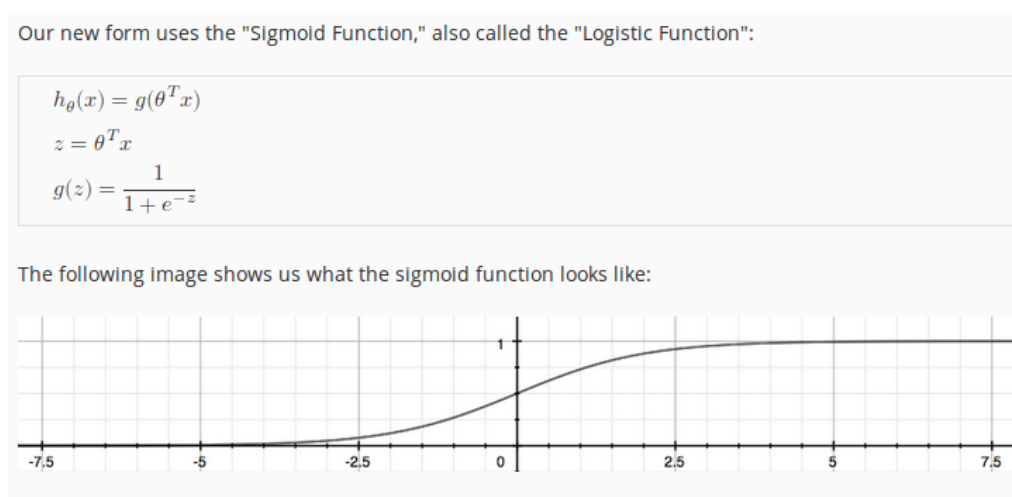 Our new form uses the "Sigmoid Function," also called the "Logistic Function":
hθ(x) = g(θᵀx)
z = θᵀx
g(z) = 1 / (1 + e⁻ᶻ)
The following image shows us what the sigmoid function looks like:
1
-7.5 -5 -2.5 0 2.5 5 7.5